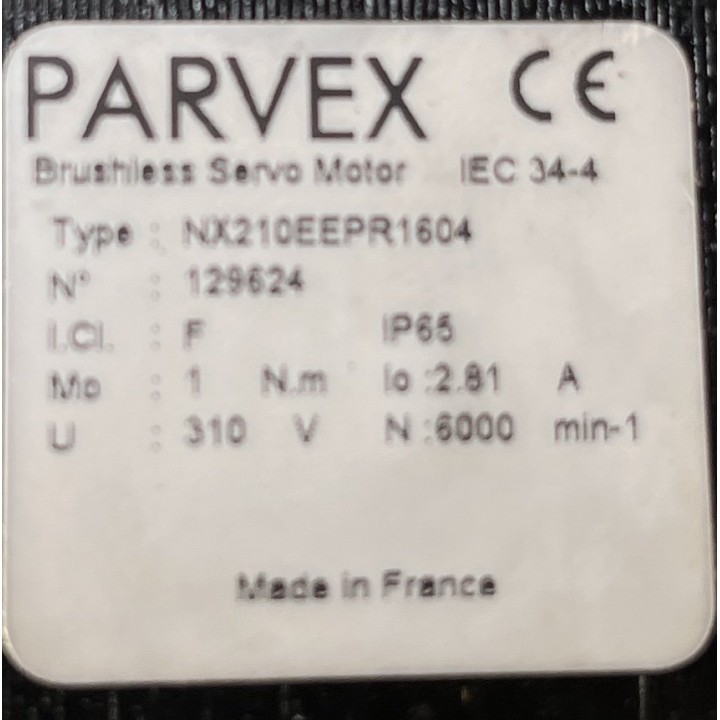 PARVEX CE
Brushless Servo Motor IEC 34-4
Type : NX210EEPR1604
N° : 129624
I.Cl. : F IP65
Mo : 1 N.m Io :2.81 A
U : 310 V N :6000 min-1
Made in France